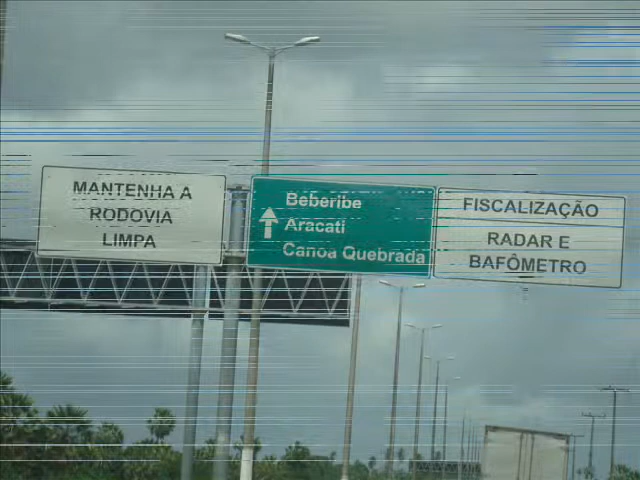 MANTENHA A
RODOVIA
LIMPA
Beberibe
Aracati
Canoa Quebrada
FISCALIZAÇÃO
RADAR E
BAFÔMETRO